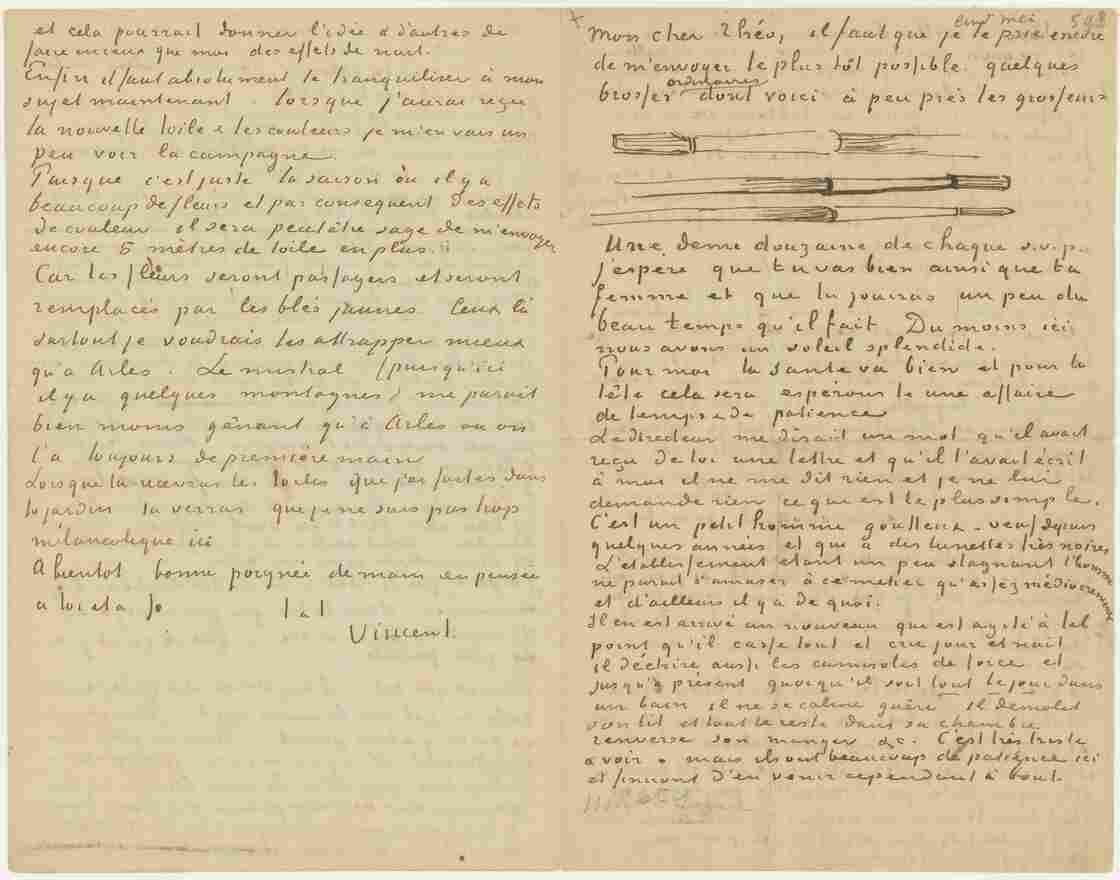 et cela pourrait donner l'idée à d'autres de
faire mieux que moi des effets de nuit.
Enfin il faut absolument te tranquiliser à mon
sujet maintenant. lorsque j'aurai reçu
la nouvelle toile & les couleurs je m'en vais un
peu voir la campagne.
Puisque c'est juste la saison où il y a
beaucoup de fleurs et par consequent des effets
de couleur il sera peutêtre sage de m'envoyer
encore 5 mètres de toile en plus.
Car les fleurs seront passagers et seront
remplacés par les blés jaunes. Ceux là
surtout je voudrais les attrapper mieux
qu'à Arles. Le mistral (puisqu'ici
il y a quelques montagnes) me parait
bien moins gênant qu'à Arles où on
l'a toujours de première main
Lorsque tu recevras les toiles que j'ai faites dans
le jardin tu verras que je ne suis pas trop
mélancolique ici
A bientot bonne poignée de main en pensée
à toi et à Jo
t. à t.
Vincent.
cinq mei 593
Mon cher Théo, il faut que je te prie encore
de m'envoyer le plus tôt possible quelques
ordinaires
brosses dont voici à peu près les grosseurs
Une demi douzaine de chaque s.v.p.
J'espère que tu vas bien ainsi que ta
femme et que tu jouiras un peu du
beau temps qu'il fait. Du moins ici
nous avons un soleil splendide.
Pour moi la santé va bien et pour la
tête cela sera espérons le une affaire
de temps & de patience
Le directeur me disait un mot qu'il avait
reçu de toi une lettre et qu'il t'avait écrit
à moi il ne me dit rien et je ne lui
demande rien ce que est le plus simple.
C'est un petit homme goutteux – veuf depuis
quelques années et que a des lunettes très noires
L'établissement étant un peu stagnant l'homme
ne parait s'amuser à ce metier qu'assez médiocrement
et d'ailleurs il y a de quoi.
Il en est arrivé un nouveau que est agité à tel
point qu'il casse tout et crie jour et nuit
il déchire aussi les camisoles de force et
jusqu'à présent quoiqu'il soit tout le jour dans
un bain il ne se calme guère il démolit
son lit et tout le reste dans sa chambre
renverse son manger &c. C'est très triste
à voir – mais ils ont beaucoup de patience ici
et finiront d'en venir cependant à bout.